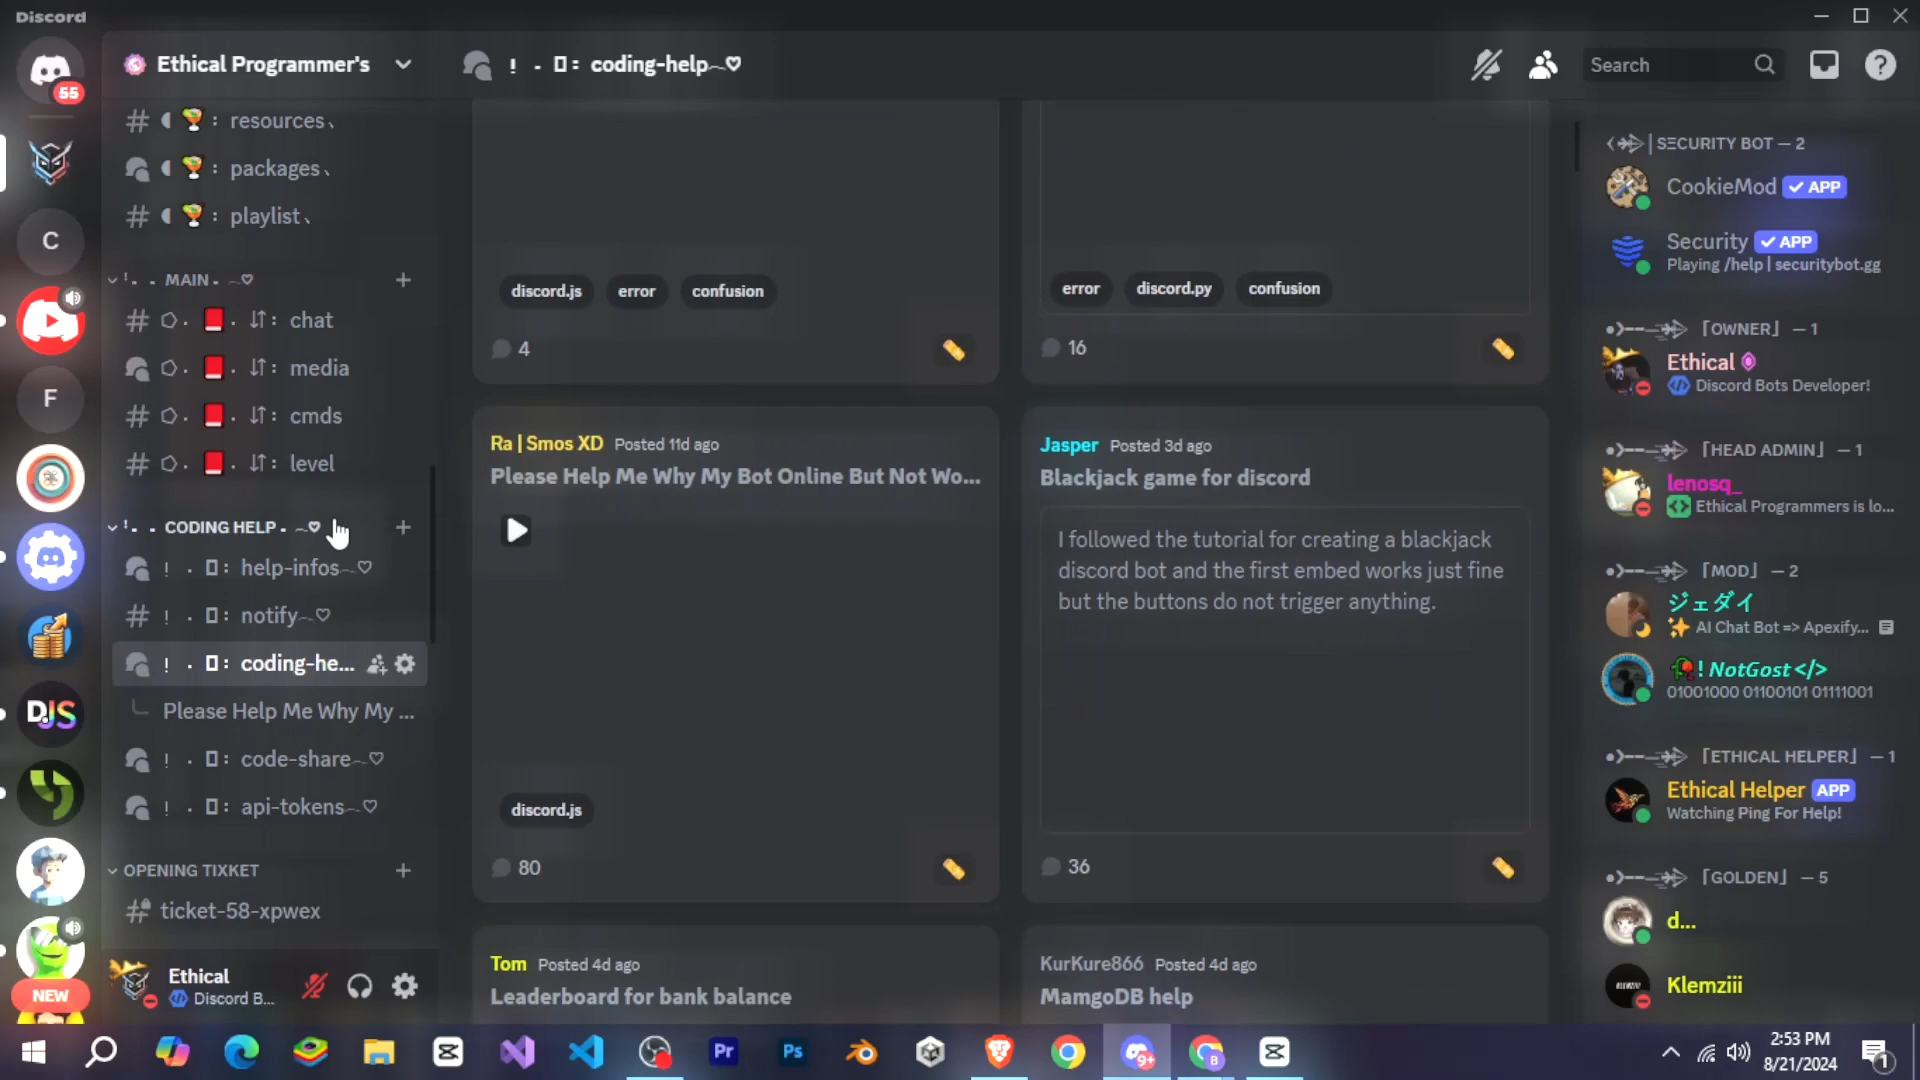 Discord
55
C
F
DJS
NEW
Ethical Programmer's
resources
packages
playlist
MAIN
chat
media
cmds
level
CODING HELP
help-infos
notify
coding-he...
Please Help Me Why My ...
code-share
api-tokens
OPENING TIXKET
ticket-58-xpwex
Ethical
Discord B...
coding-help
Search
discord.js
error
confusion
4
error
discord.py
confusion
16
Ra | Smos XD Posted 11d ago
Please Help Me Why My Bot Online But Not Wo...
discord.js
80
Jasper Posted 3d ago
Blackjack game for discord
I followed the tutorial for creating a blackjack
discord bot and the first embed works just fine
but the buttons do not trigger anything.
36
Tom Posted 4d ago
Leaderboard for bank balance
KurKure866 Posted 4d ago
MamgoDB help
SΞCURITY BOT — 2
CookieMod APP
Security APP
Playing /help | securitybot.gg
「OWNER」 — 1
Ethical
Discord Bots Developer!
「HEAD ADMIN」 — 1
lenosq_
Ethical Programmers is lo...
「MOD」 — 2
ジェダイ
AI Chat Bot => Apexify...
! NotGost </>
01001000 01100101 01111001
「ETHICAL HELPER」 — 1
Ethical Helper APP
Watching Ping For Help!
「GOLDEN」 — 5
d...
Klemziii
Pr
Ps
9+
B
2:53 PM
8/21/2024
1